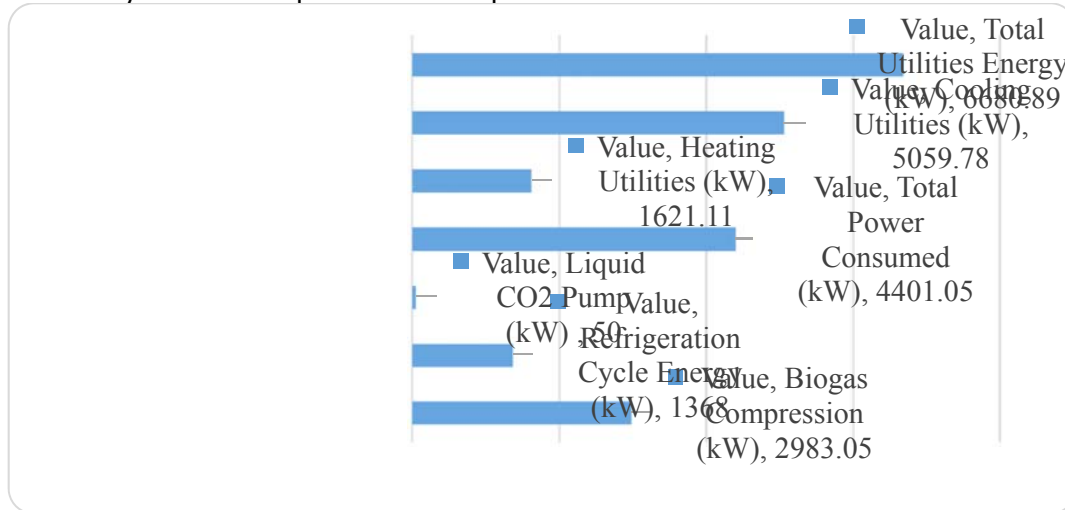 Value, Total
Utilities Energy
(kW), 6680.89
Value, Cooling
Utilities (kW),
5059.78
Value, Heating
Utilities (kW),
1621.11
Value, Total
Power
Consumed
(kW), 4401.05
Value, Liquid
CO2 Pump
(kW) , 50
Value,
Refrigeration
Cycle Energy
(kW), 1368
Value, Biogas
Compression
(kW), 2983.05